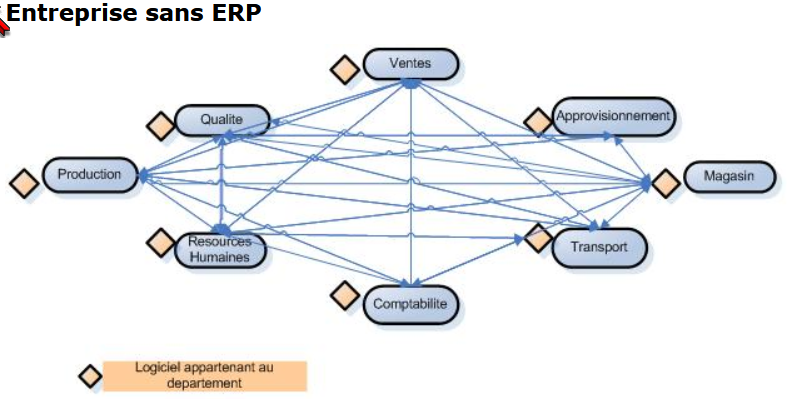 Entreprise sans ERP
Ventes
Qualite
Approvisionnement
Production
Magasin
Resources
Humaines
Transport
Comptabilite
Logiciel appartenant au
departement